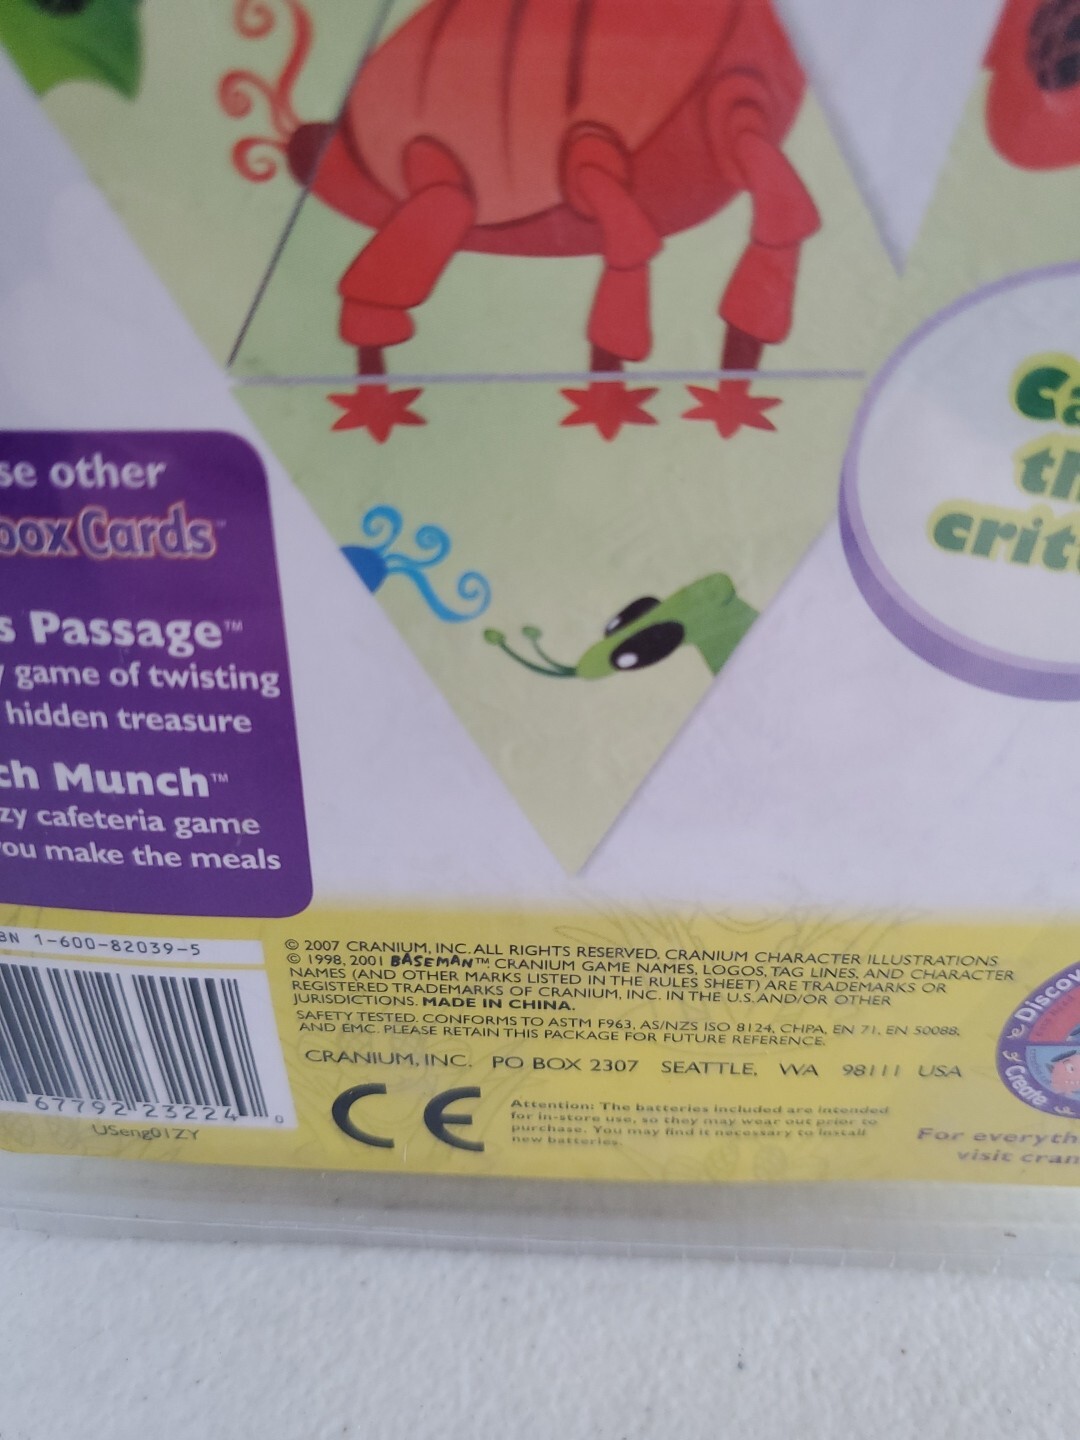 se other
box Cards™
s Passage™
game of twisting
hidden treasure
ch Munch™
zy cafeteria game
you make the meals
Ca
th
crit
BN 1-600-82039-5
67792 23224 0
USeng01ZY
© 2007 CRANIUM, INC. ALL RIGHTS RESERVED. CRANIUM CHARACTER ILLUSTRATIONS
© 1998, 2001 BASEMAN™ CRANIUM GAME NAMES, LOGOS, TAG LINES, AND CHARACTER
NAMES (AND OTHER MARKS LISTED IN THE RULES SHEET) ARE TRADEMARKS OR
REGISTERED TRADEMARKS OF CRANIUM, INC. IN THE U.S. AND/OR OTHER
JURISDICTIONS. MADE IN CHINA.
SAFETY TESTED. CONFORMS TO ASTM F963, AS/NZS ISO 8124, CHPA, EN 71, EN 50088,
AND EMC. PLEASE RETAIN THIS PACKAGE FOR FUTURE REFERENCE.
CRANIUM, INC. PO BOX 2307 SEATTLE, WA 98111 USA
CE
Attention: The batteries included are intended
for in-store use, so they may wear out prior to
purchase. You may find it necessary to install
new batteries.
Discov
Create
For everyth
visit cran